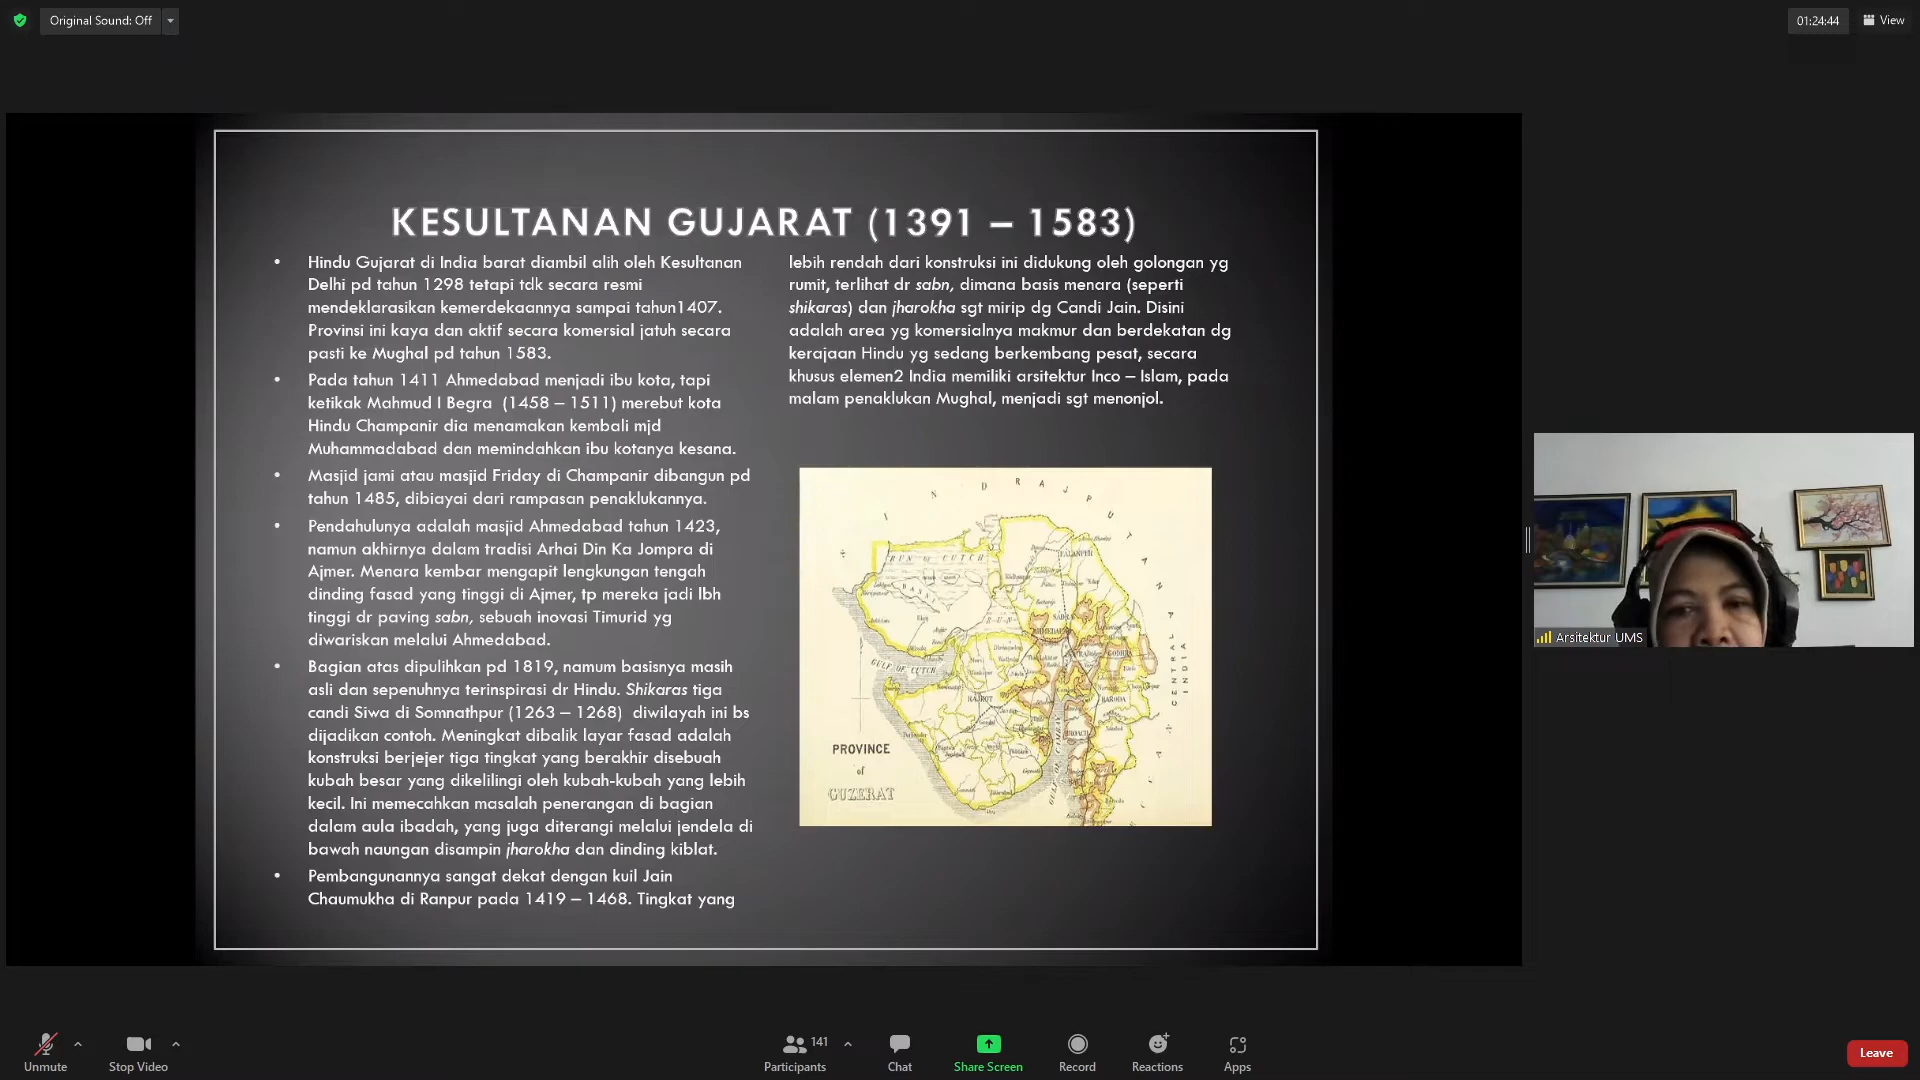 Original Sound: Off
01:24:44
View
KESULTANAN GUJARAT (1391 – 1583)
• Hindu Gujarat di India barat diambil alih oleh Kesultanan
Delhi pd tahun 1298 tetapi tdk secara resmi
mendeklarasikan kemerdekaannya sampai tahun1407.
Provinsi ini kaya dan aktif secara komersial jatuh secara
pasti ke Mughal pd tahun 1583.
• Pada tahun 1411 Ahmedabad menjadi ibu kota, tapi
ketikak Mahmud I Begra (1458 – 1511) merebut kota
Hindu Champanir dia menamakan kembali mjd
Muhammadabad dan memindahkan ibu kotanya kesana.
• Masjid jami atau masjid Friday di Champanir dibangun pd
tahun 1485, dibiayai dari rampasan penaklukannya.
• Pendahulunya adalah masjid Ahmedabad tahun 1423,
namun akhirnya dalam tradisi Arhai Din Ka Jompra di
Ajmer. Menara kembar mengapit lengkungan tengah
dinding fasad yang tinggi di Ajmer, tp mereka jadi lbh
tinggi dr paving sabn, sebuah inovasi Timurid yg
diwariskan melalui Ahmedabad.
• Bagian atas dipulihkan pd 1819, namum basisnya masih
asli dan sepenuhnya terinspirasi dr Hindu. Shikaras tiga
candi Siwa di Somnathpur (1263 – 1268) diwilayah ini bs
dijadikan contoh. Meningkat dibalik layar fasad adalah
konstruksi berjejer tiga tingkat yang berakhir disebuah
kubah besar yang dikelilingi oleh kubah-kubah yang lebih
kecil. Ini memecahkan masalah penerangan di bagian
dalam aula ibadah, yang juga diterangi melalui jendela di
bawah naungan disampin jharokha dan dinding kiblat.
• Pembangunannya sangat dekat dengan kuil Jain
Chaumukha di Ranpur pada 1419 – 1468. Tingkat yang
lebih rendah dari konstruksi ini didukung oleh golongan yg
rumit, terlihat dr sabn, dimana basis menara (seperti
shikaras) dan jharokha sgt mirip dg Candi Jain. Disini
adalah area yg komersialnya makmur dan berdekatan dg
kerajaan Hindu yg sedang berkembang pesat, secara
khusus elemen2 India memiliki arsitektur Inco – Islam, pada
malam penaklukan Mughal, menjadi sgt menonjol.
RAJPUTANA
RUN OF CUTCH
GULF OF CUTCH
RAJKOT
BARODA
BROACH
CENTRAL INDIA
PROVINCE
of
GUZERAT
Arsitektur UMS
Unmute
Stop Video
141
Participants
Chat
Share Screen
Record
Reactions
Apps
Leave